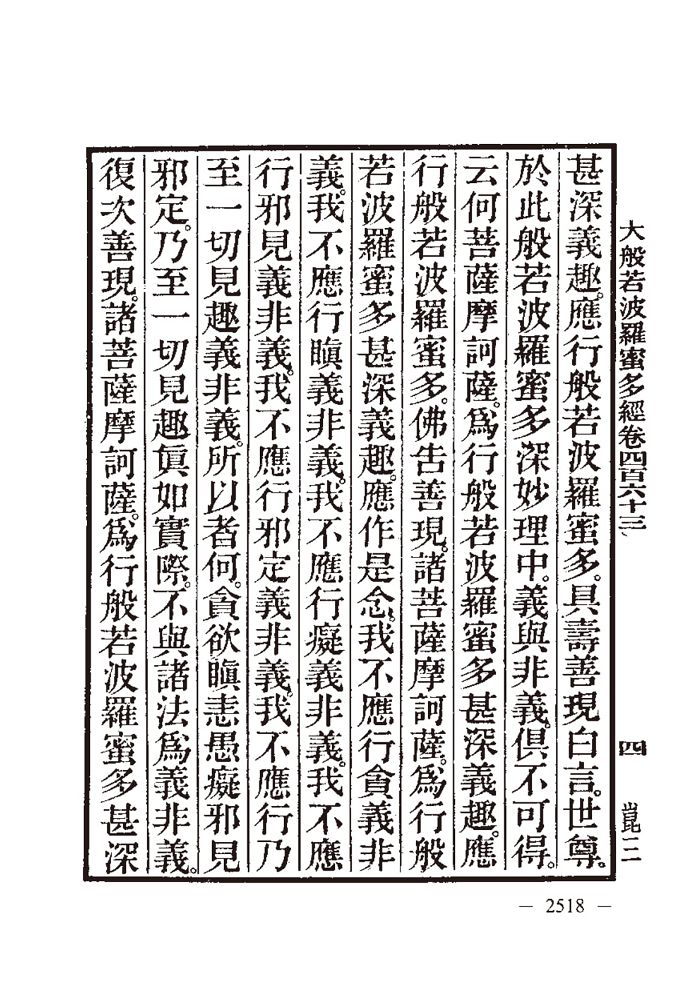 大般若波羅蜜多經卷四百六十三、
四
崑二
甚深義趣。應行般若波羅蜜多。具壽善現白言。世尊。
於此般若波羅蜜多深妙理中。義與非義。俱不可得。
云何菩薩摩訶薩。爲行般若波羅蜜多甚深義趣。應
行般若波羅蜜多。佛告善現。諸菩薩摩訶薩。爲行般
若波羅蜜多甚深義趣。應作是念。我不應行貪義非
義。我不應行瞋義非義。我不應行癡義非義。我不應
行邪見義非義。我不應行邪定義非義。我不應行乃
至一切見趣義非義。所以者何。貪欲瞋恚愚癡邪見
邪定。乃至一切見趣眞如實際。不與諸法爲義非義。
復次善現。諸菩薩摩訶薩。爲行般若波羅蜜多甚深
— 2518 —